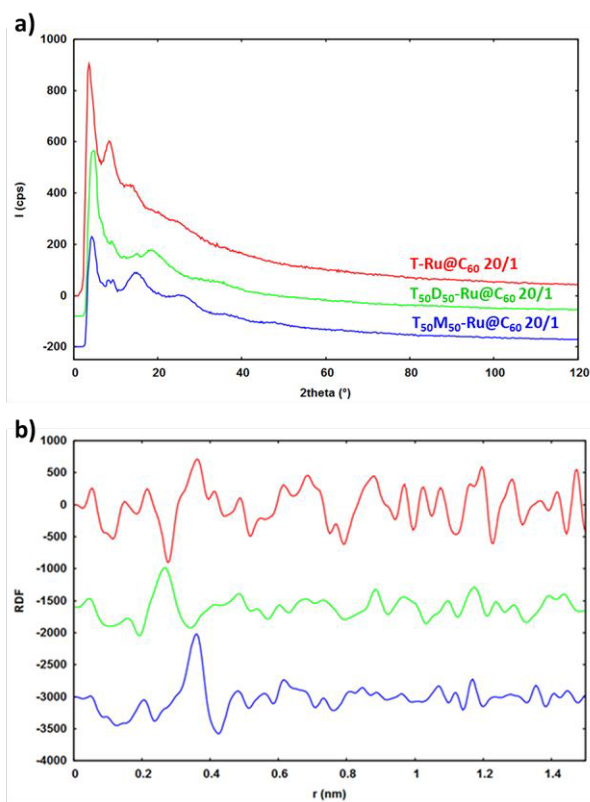 a)
1000
800
600
400
200
0
-200
I (cps)
T-Ru@C₆₀ 20/1
T₅₀D₅₀-Ru@C₆₀ 20/1
T₅₀M₅₀-Ru@C₆₀ 20/1
0 20 40 60 80 100 120
2theta (º)
b)
1000
500
0
-500
-1000
-1500
-2000
-2500
-3000
-3500
-4000
RDF
0 0.2 0.4 0.6 0.8 1 1.2 1.4
r (nm)